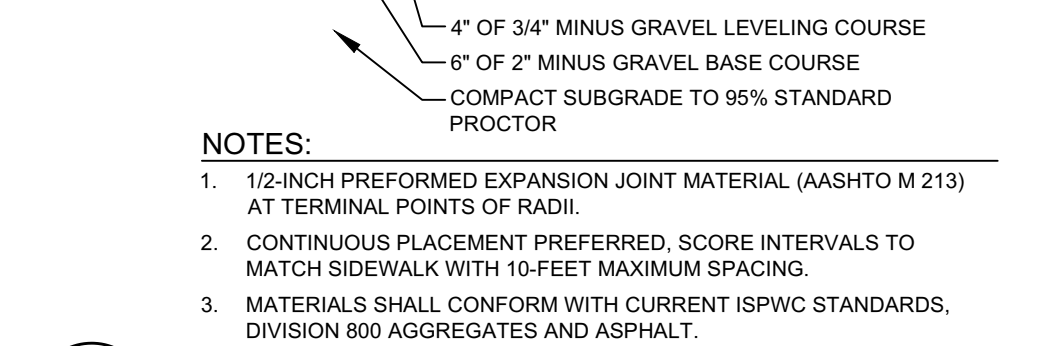 4" OF 3/4" MINUS GRAVEL LEVELING COURSE
6" OF 2" MINUS GRAVEL BASE COURSE
COMPACT SUBGRADE TO 95% STANDARD
PROCTOR
NOTES:
1. 1/2-INCH PREFORMED EXPANSION JOINT MATERIAL (AASHTO M 213)
AT TERMINAL POINTS OF RADII.
2. CONTINUOUS PLACEMENT PREFERRED, SCORE INTERVALS TO
MATCH SIDEWALK WITH 10-FEET MAXIMUM SPACING.
3. MATERIALS SHALL CONFORM WITH CURRENT ISPWC STANDARDS,
DIVISION 800 AGGREGATES AND ASPHALT.